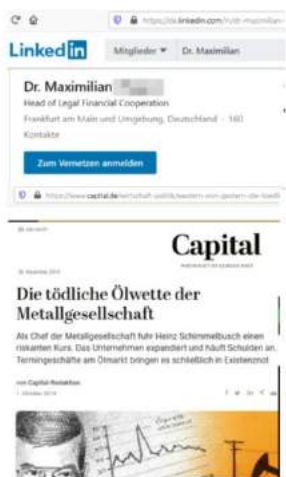 Linkedin
Mitglieder Dr. Maximilian
Dr. Maximilian
Head of Legal Financial Cooperation
Frankfurt am Main und Umgebung, Deutschland · 160
Kontakte
Zum Vernetzen anmelden
Capital
Die tödliche Ölwette der
Metallgesellschaft
Als Chef der Metallgesellschaft fuhr Heinz Schimmelbusch einen
riskanten Kurs. Das Unternehmen expandiert und häuft Schulden an.
Termingeschäfte am Ölmarkt bringen es schließlich in Existenznot
von Capital-Redaktion